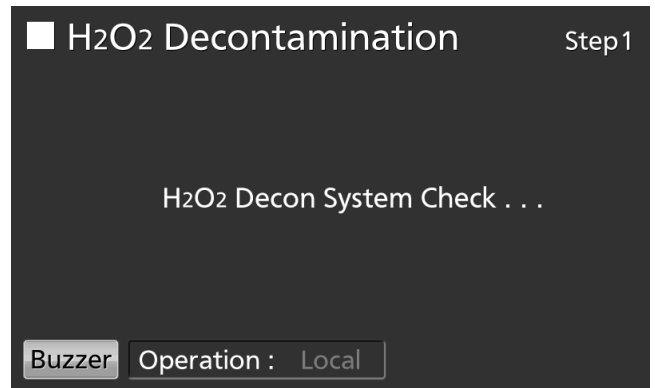 H2O2 Decontamination Step1
H2O2 Decon System Check . . .
Buzzer Operation : Local